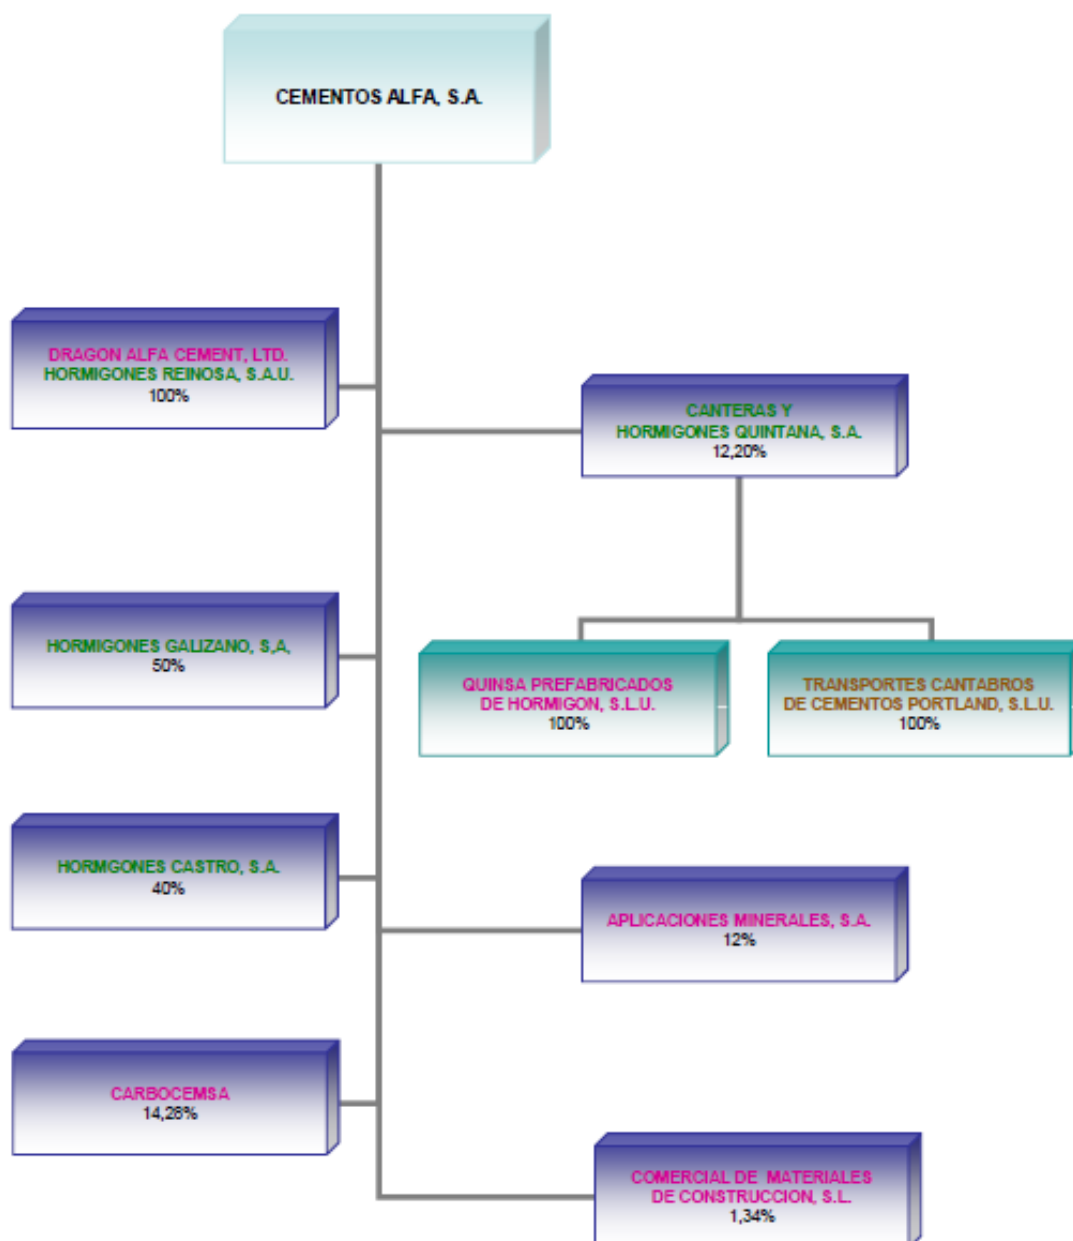 CEMENTOS ALFA, S.A.
DRAGON ALFA CEMENT, LTD.
HORMIGONES REINOSA, S.A.U.
100%
CANTERAS Y
HORMIGONES QUINTANA, S.A.
12,20%
HORMIGONES GALIZANO, S,A,
50%
QUINSA PREFABRICADOS
DE HORMIGON, S.L.U.
100%
TRANSPORTES CANTABROS
DE CEMENTOS PORTLAND, S.L.U.
100%
HORMGONES CASTRO, S.A.
40%
APLICACIONES MINERALES, S.A.
12%
CARBOCEMSA
14,28%
COMERCIAL DE MATERIALES
DE CONSTRUCCION, S.L.
1,34%